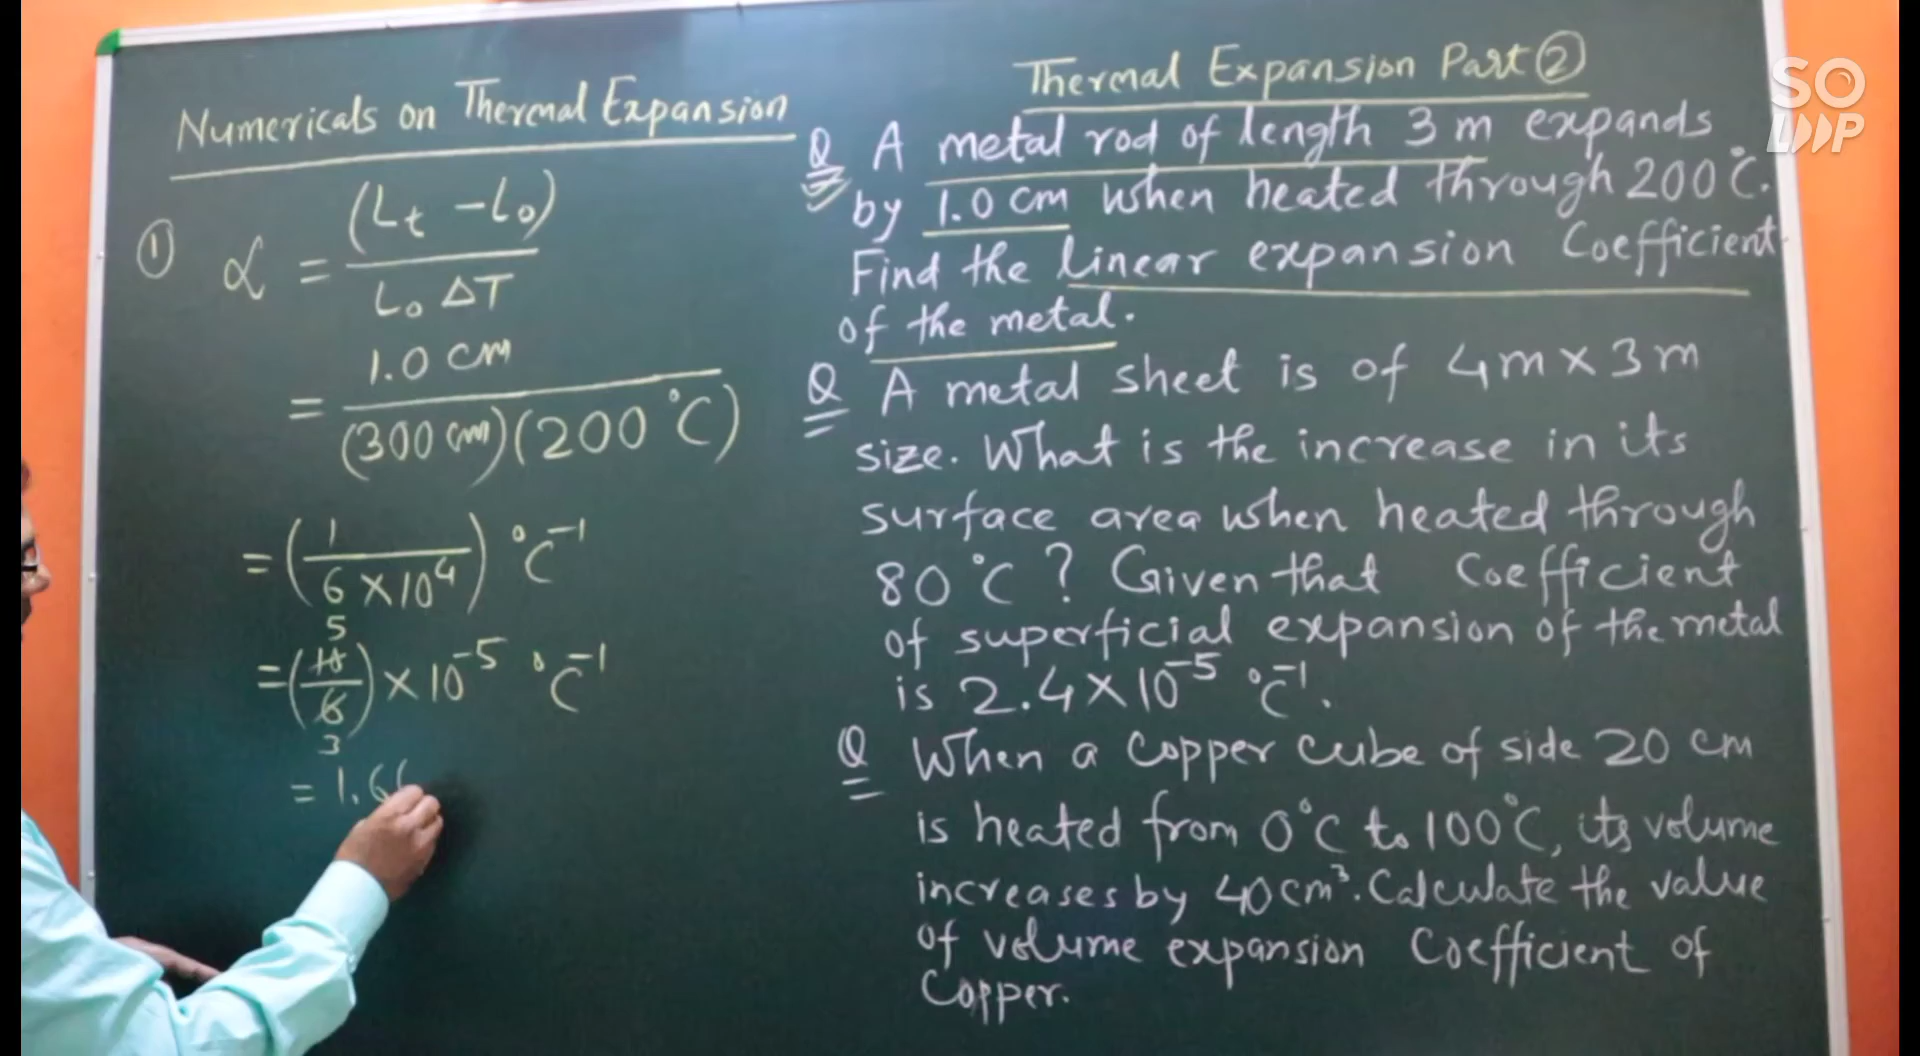 Numericals on Thermal Expansion
① α = (Lt - L₀) / L₀ ΔT
= 1.0 cm / (300 cm)(200 °C)
= (1 / 6 × 10⁴) °C⁻¹
5
= (10 / 6) × 10⁻⁵ °C⁻¹
3
= 1.66
Thermal Expansion Part ②
Q A metal rod of length 3 m expands
by 1.0 cm when heated through 200 °C.
Find the linear expansion Coefficient
of the metal.
Q A metal sheet is of 4m × 3m
size. What is the increase in its
surface area when heated through
80 °C? Given that Coefficient
of superficial expansion of the metal
is 2.4 × 10⁻⁵ °C⁻¹.
Q When a copper cube of side 20 cm
is heated from 0°C to 100°C, its volume
increases by 40 cm³. Calculate the value
of volume expansion Coefficient of
Copper.
SO
LOOP